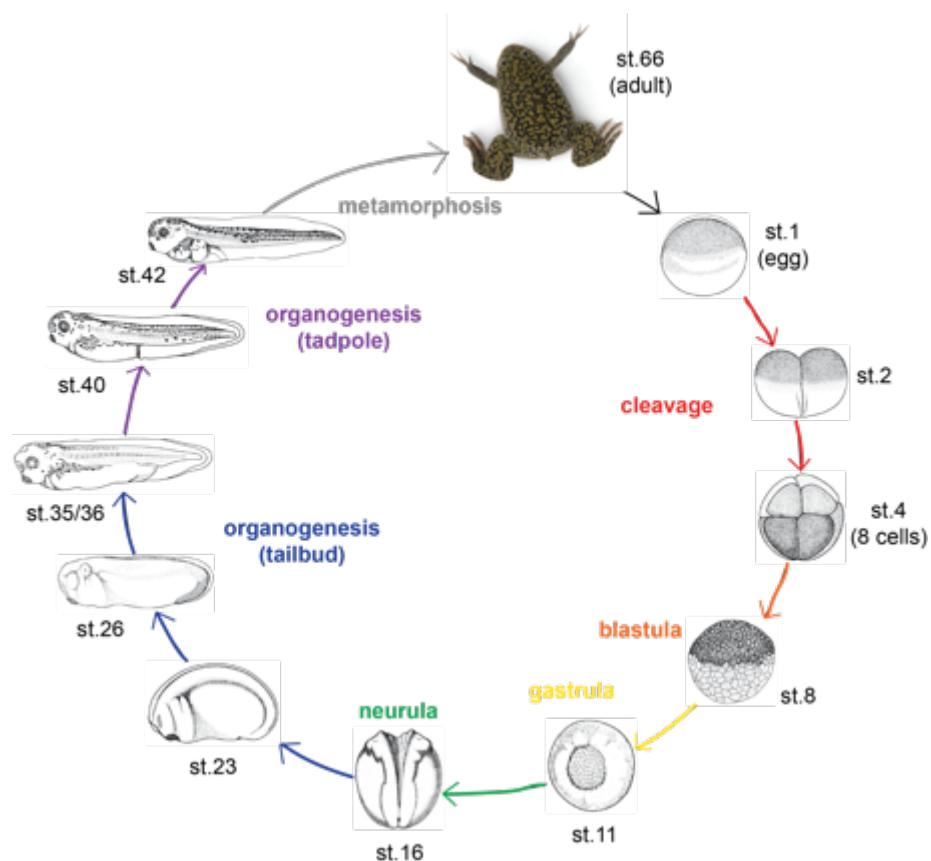 st.66
(adult)
metamorphosis
st.1
(egg)
st.42
organogenesis
(tadpole)
st.2
st.40
cleavage
st.35/36
organogenesis
(tailbud)
st.4
(8 cells)
st.26
blastula
st.8
gastrula
neurula
st.23
st.11
st.16